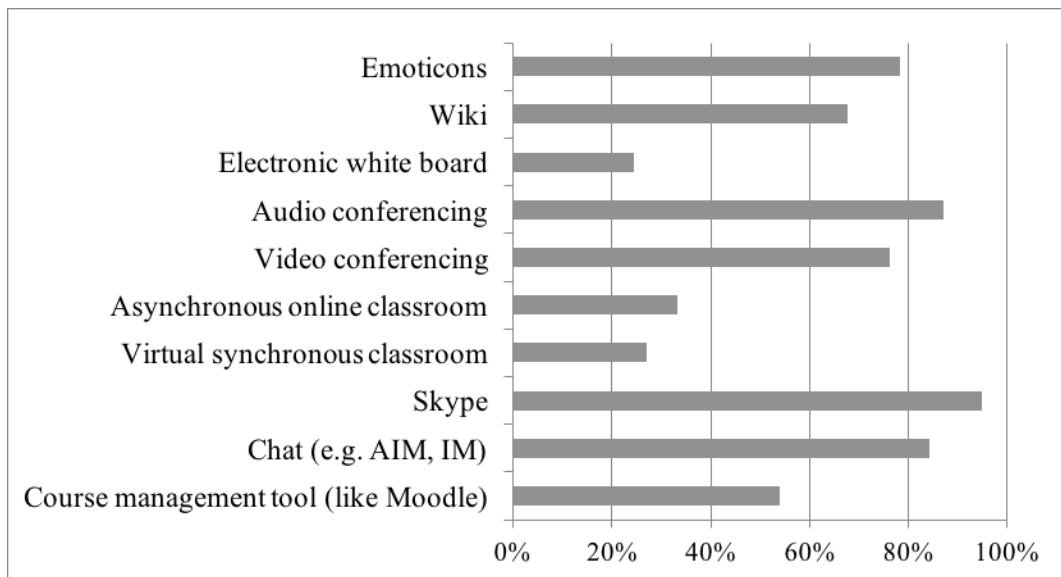 Emoticons
Wiki
Electronic white board
Audio conferencing
Video conferencing
Asynchronous online classroom
Virtual synchronous classroom
Skype
Chat (e.g. AIM, IM)
Course management tool (like Moodle)
0% 20% 40% 60% 80% 100%